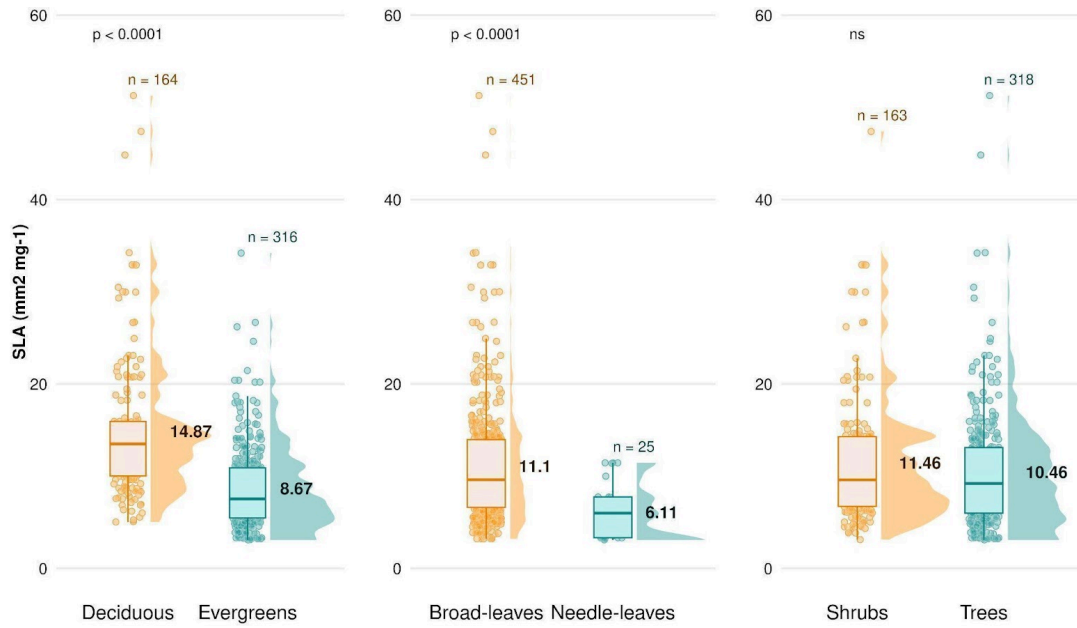 SLA (mm2 mg-1)
60
40
20
0
p < 0.0001
n = 164
n = 316
14.87
8.67
Deciduous
Evergreens
60
40
20
0
p < 0.0001
n = 451
n = 25
11.1
6.11
Broad-leaves
Needle-leaves
60
40
20
0
ns
n = 318
n = 163
11.46
10.46
Shrubs
Trees